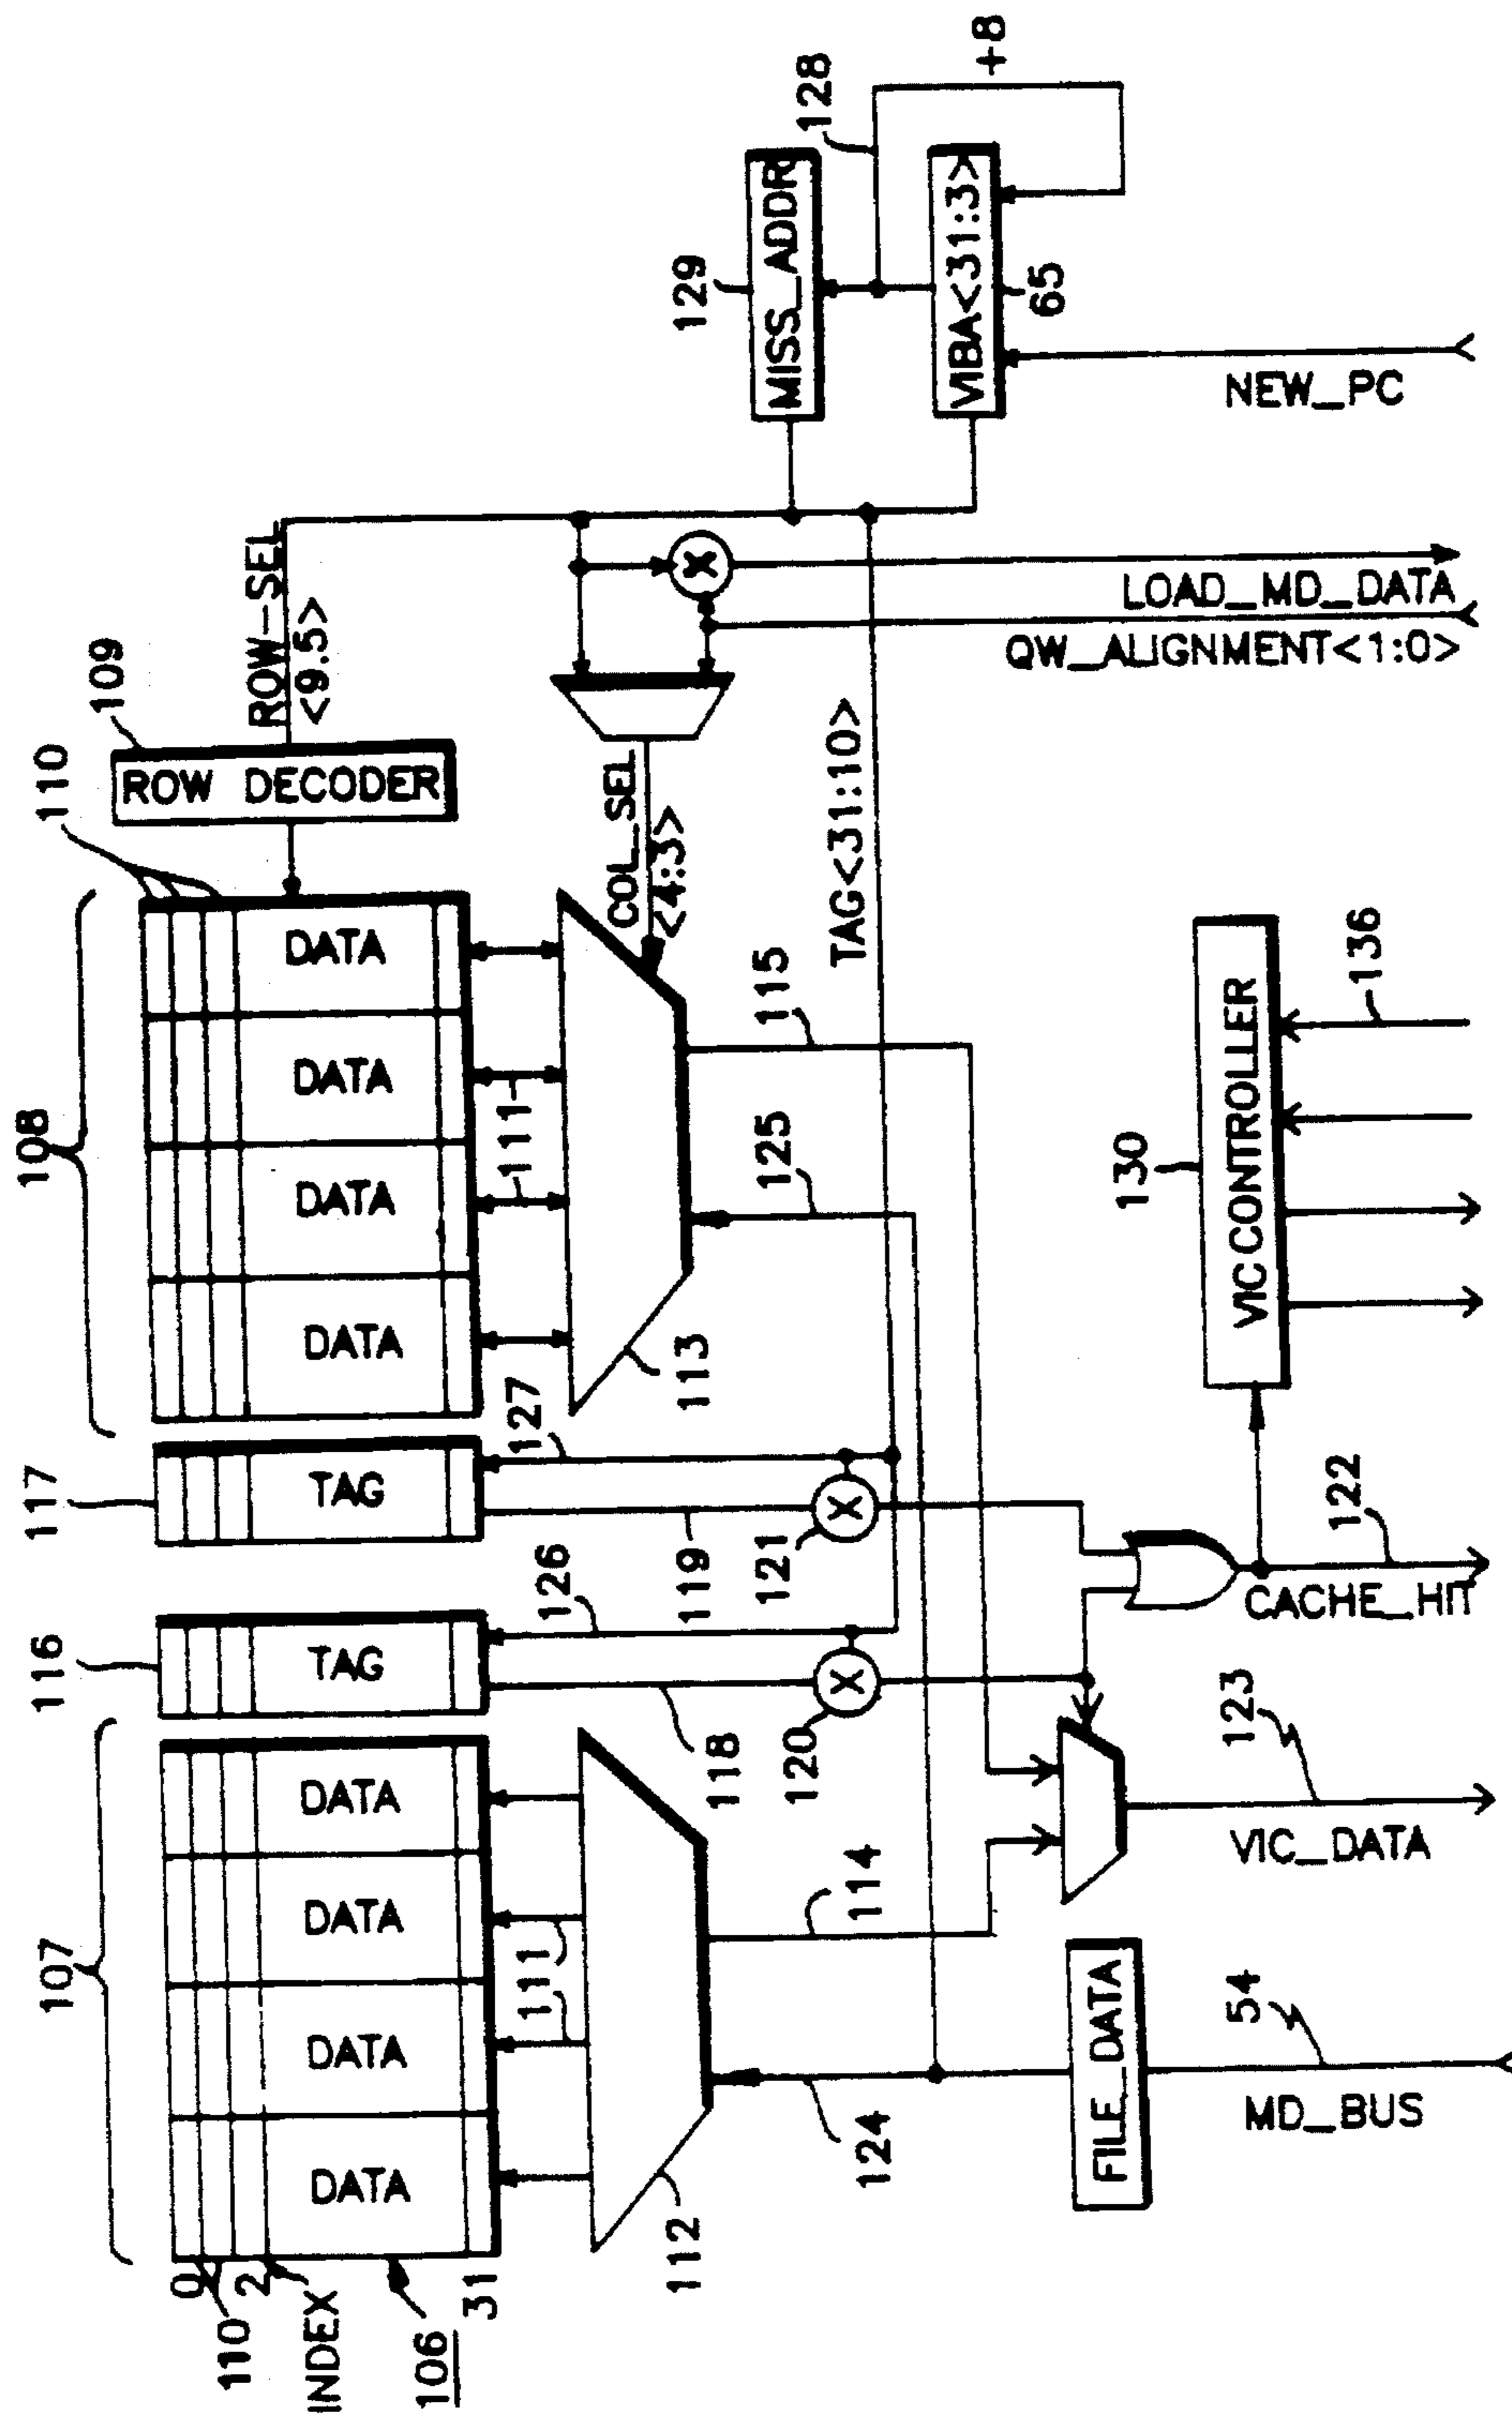 108
110
109
107
116
117
DATA
DATA
DATA
DATA
TAG
TAG
DATA
DATA
DATA
DATA
ROW DECODER
ROW-SEL
<9.5>
0
110
2
INDEX
106
31
111
111
126
127
112
118
119
113
COL_SEL
<4:3>
129
MISS_ADDR
128
120
121
114
125
115
TAG<31:10>
124
VIBA<31:3>
65
+8
FILE_DATA
130
VIC CONTROLLER
LOAD_MD_DATA
QW_ALIGNMENT<1:0>
NEW_PC
54
MD_BUS
123
VIC_DATA
122
CACHE_HIT
136